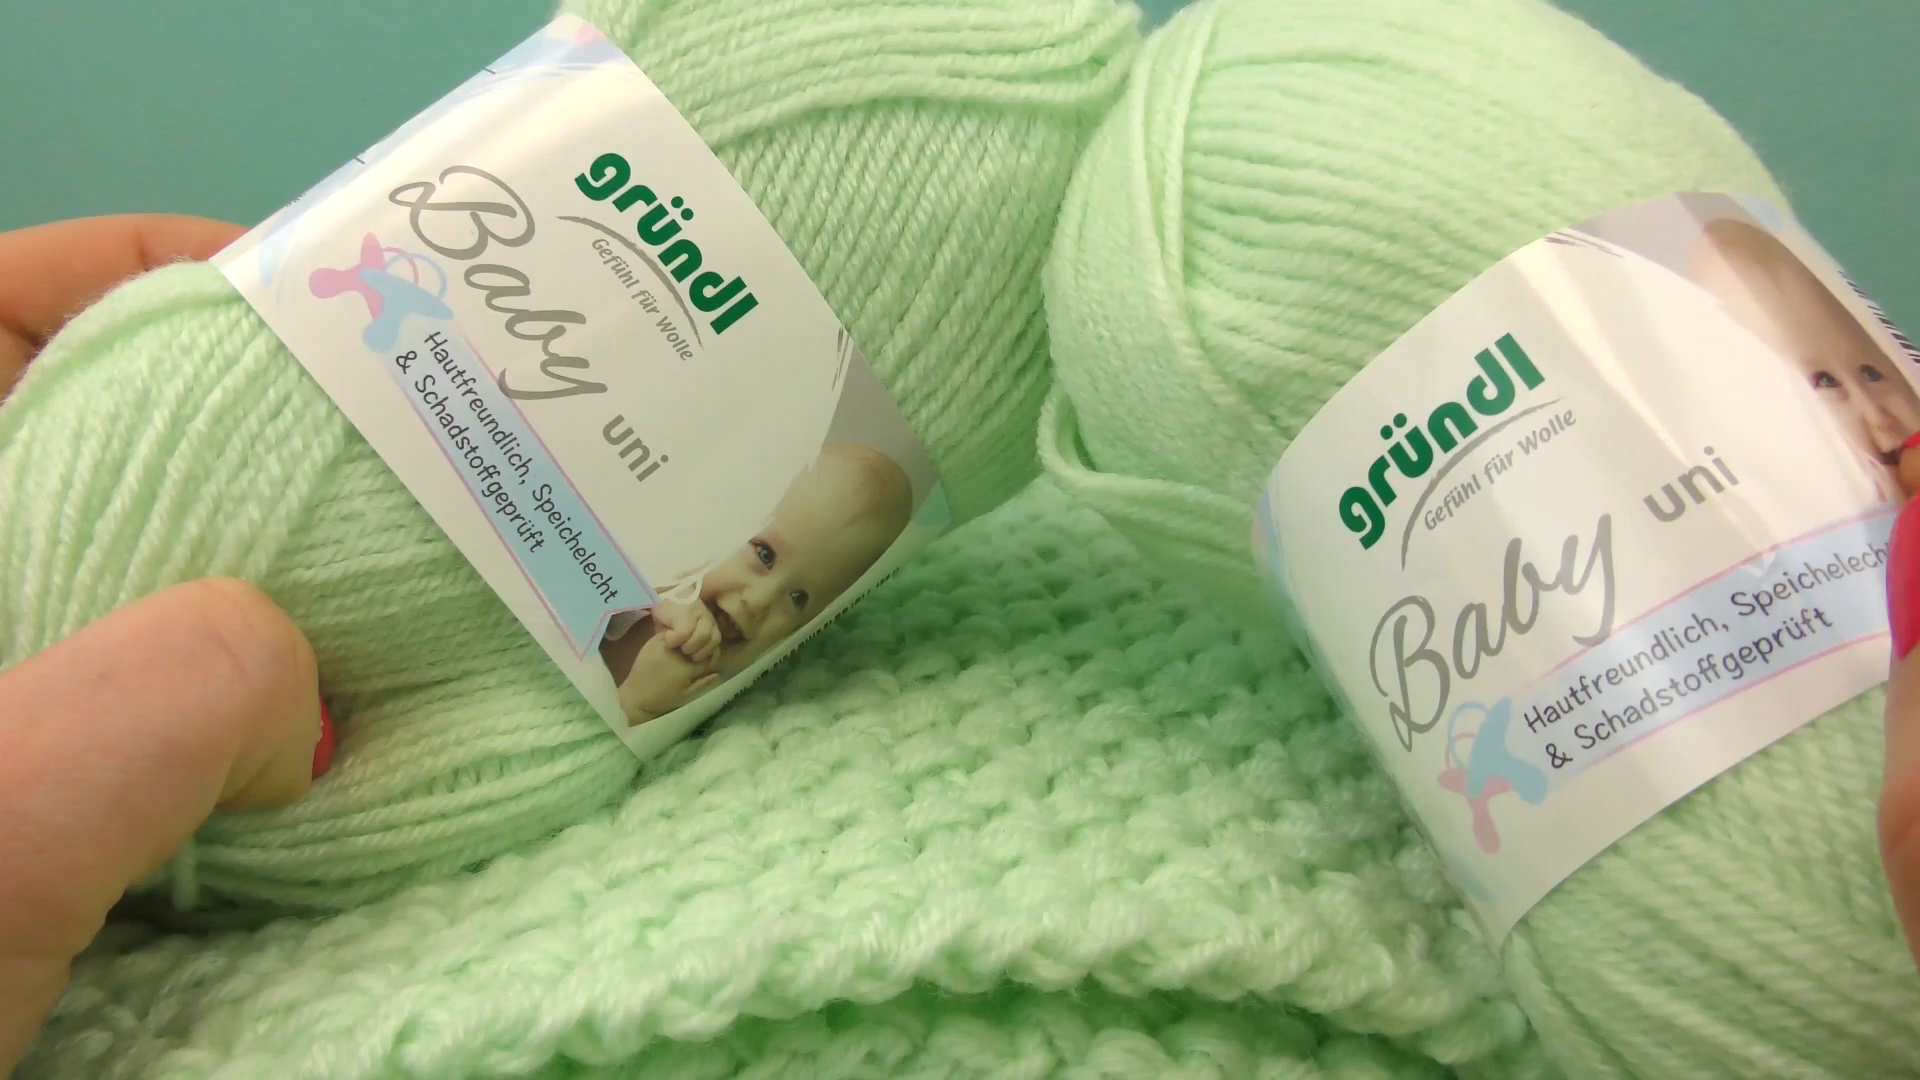 gründl
Gefühl für Wolle
Baby uni
Hautfreundlich, Speichelecht
& Schadstoffgeprüft
gründl
Gefühl für Wolle
Baby uni
Hautfreundlich, Speichelecht
& Schadstoffgeprüft